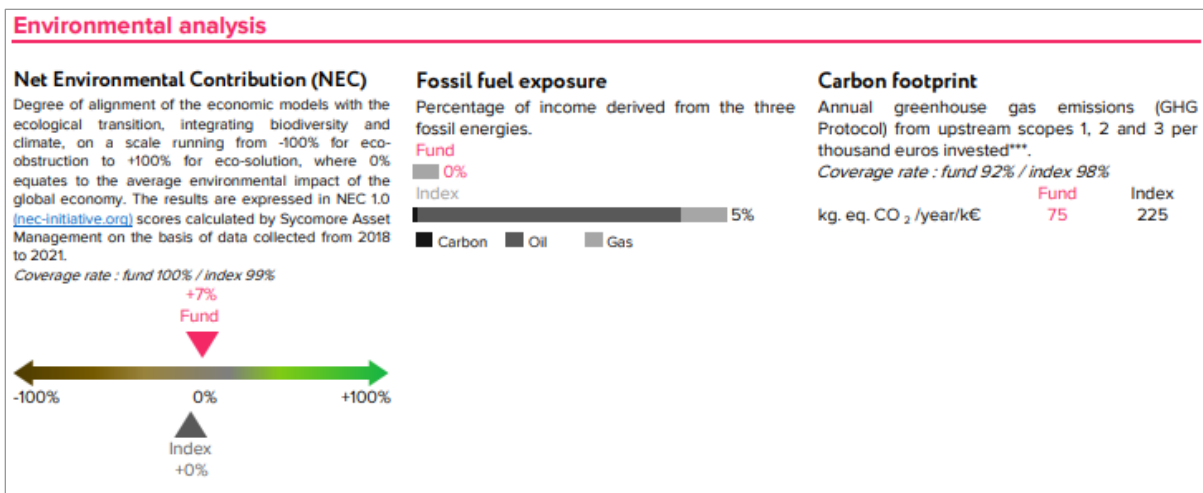 Environmental analysis
Net Environmental Contribution (NEC)
Degree of alignment of the economic models with the
ecological transition, integrating biodiversity and
climate, on a scale running from -100% for eco-
obstruction to +100% for eco-solution, where 0%
equates to the average environmental impact of the
global economy. The results are expressed in NEC 1.0
(nec-initiative.org) scores calculated by Sycomore Asset
Management on the basis of data collected from 2018
to 2021.
Coverage rate : fund 100% / index 99%
+7%
Fund
-100% 0% +100%
Index
+0%
Fossil fuel exposure
Percentage of income derived from the three
fossil energies.
Fund
0%
Index
5%
Carbon Oil Gas
Carbon footprint
Annual greenhouse gas emissions (GHG
Protocol) from upstream scopes 1, 2 and 3 per
thousand euros invested***.
Coverage rate : fund 92% / index 98%
Fund Index
kg. eq. CO ₂ /year/k€ 75 225